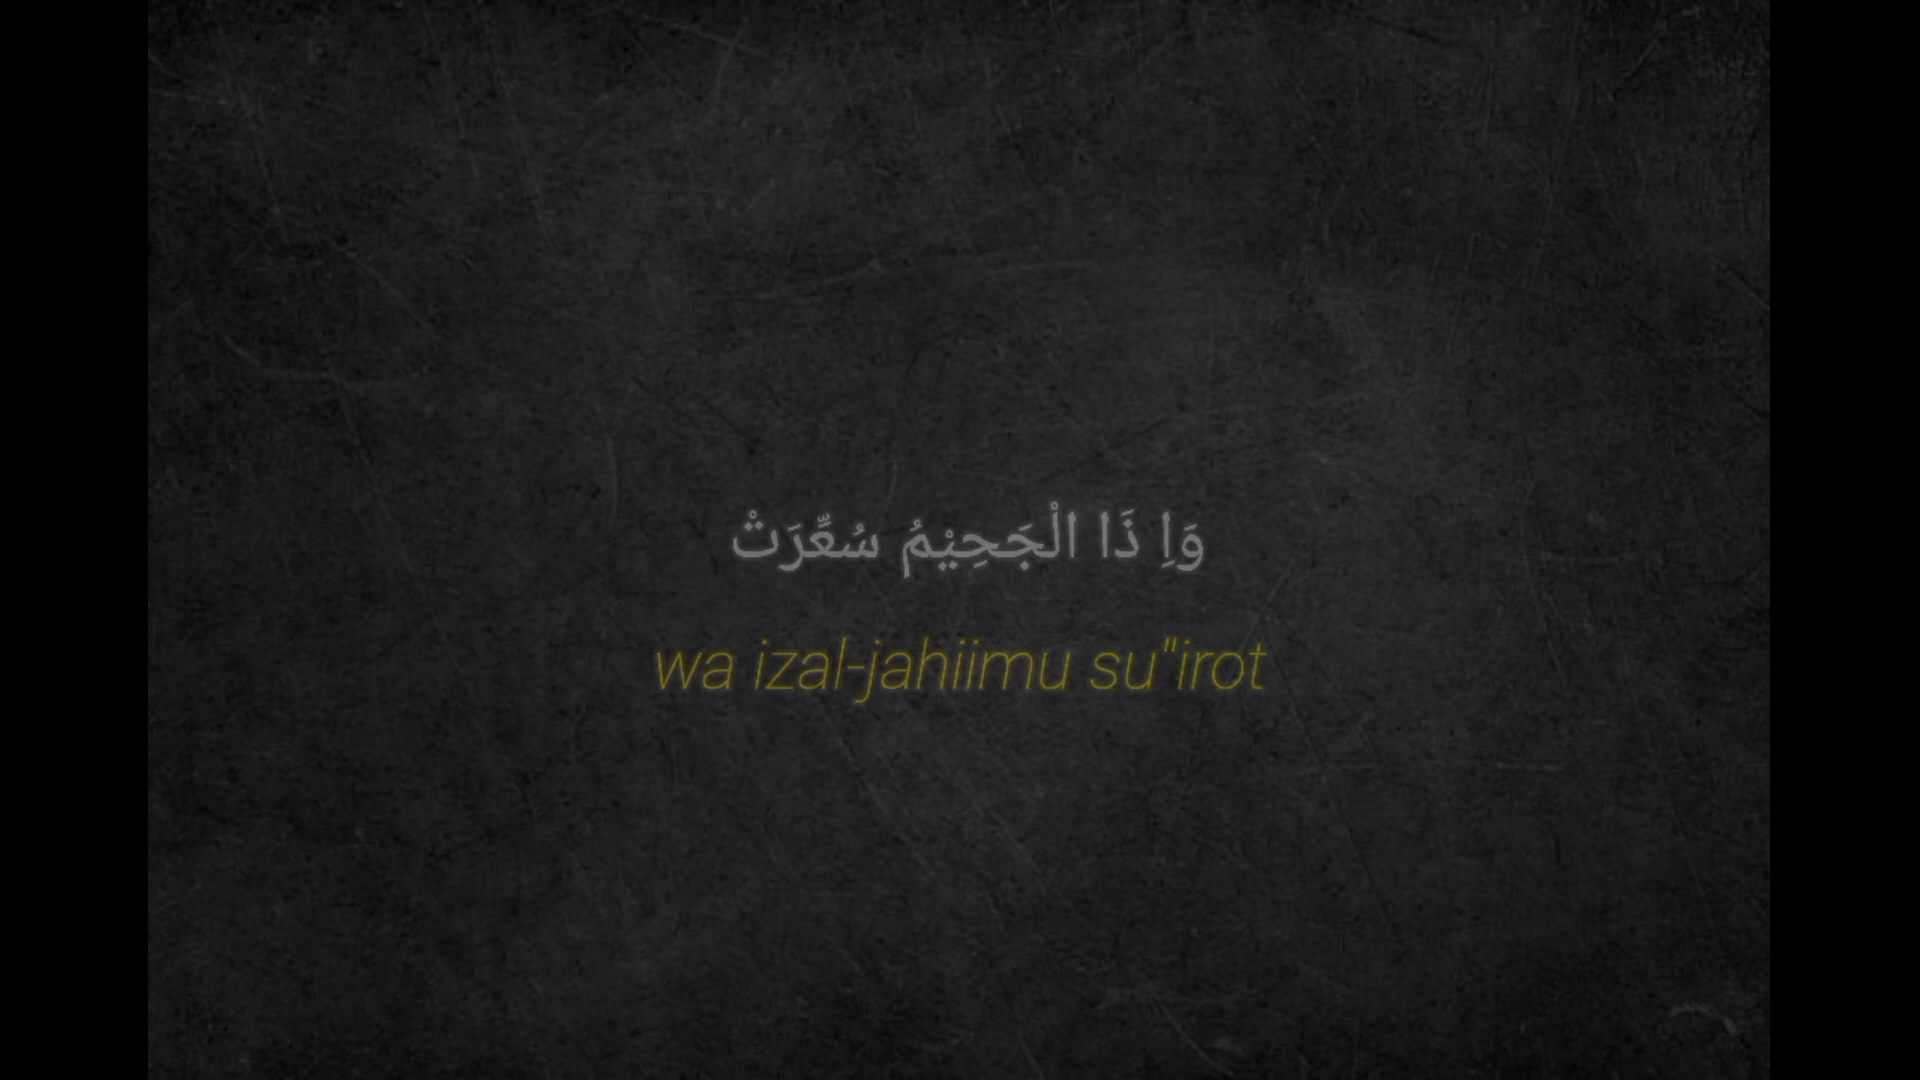 وَاِ ذَا الْجَحِيْمُ سُعِّرَتْ
wa izal-jahiimu su"irot